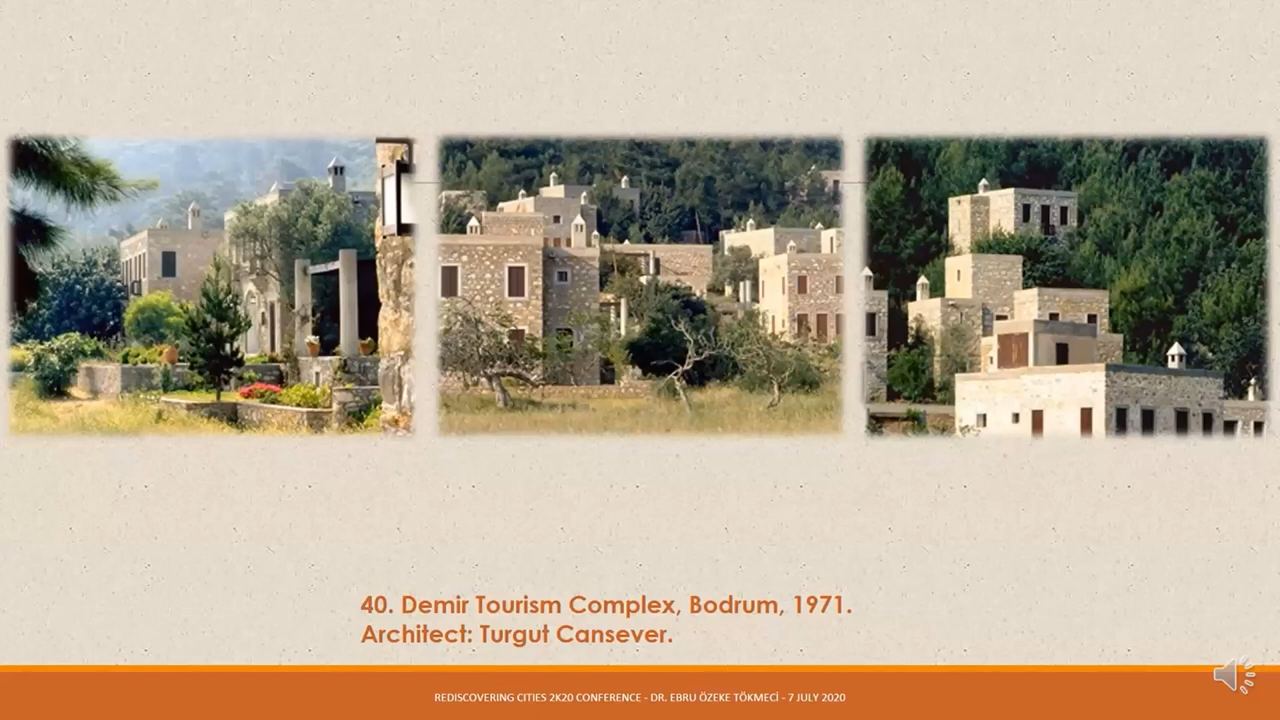 40. Demir Tourism Complex, Bodrum, 1971.
Architect: Turgut Cansever.
REDISCOVERING CITIES 2K20 CONFERENCE - DR. EBRU ÖZEKE TÖKMECİ - 7 JULY 2020